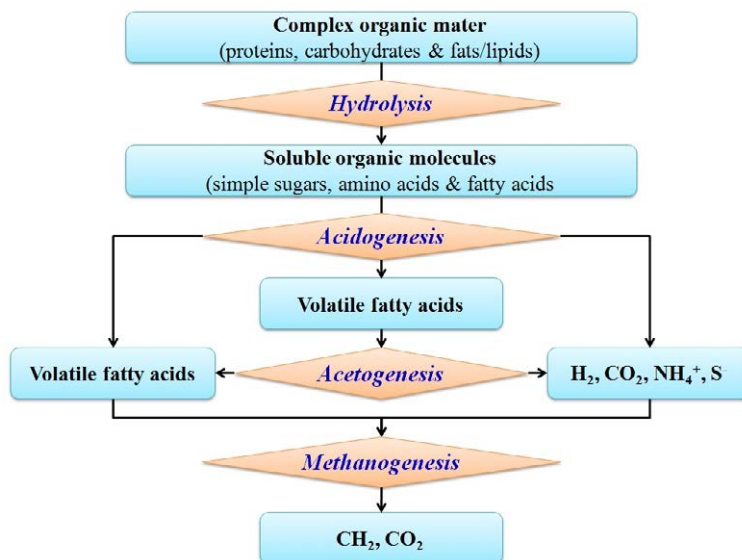 Complex organic mater
(proteins, carbohydrates & fats/lipids)
Hydrolysis
Soluble organic molecules
(simple sugars, amino acids & fatty acids
Acidogenesis
Volatile fatty acids
Volatile fatty acids
Acetogenesis
H₂, CO₂, NH₄⁺, S⁻
Methanogenesis
CH₂, CO₂